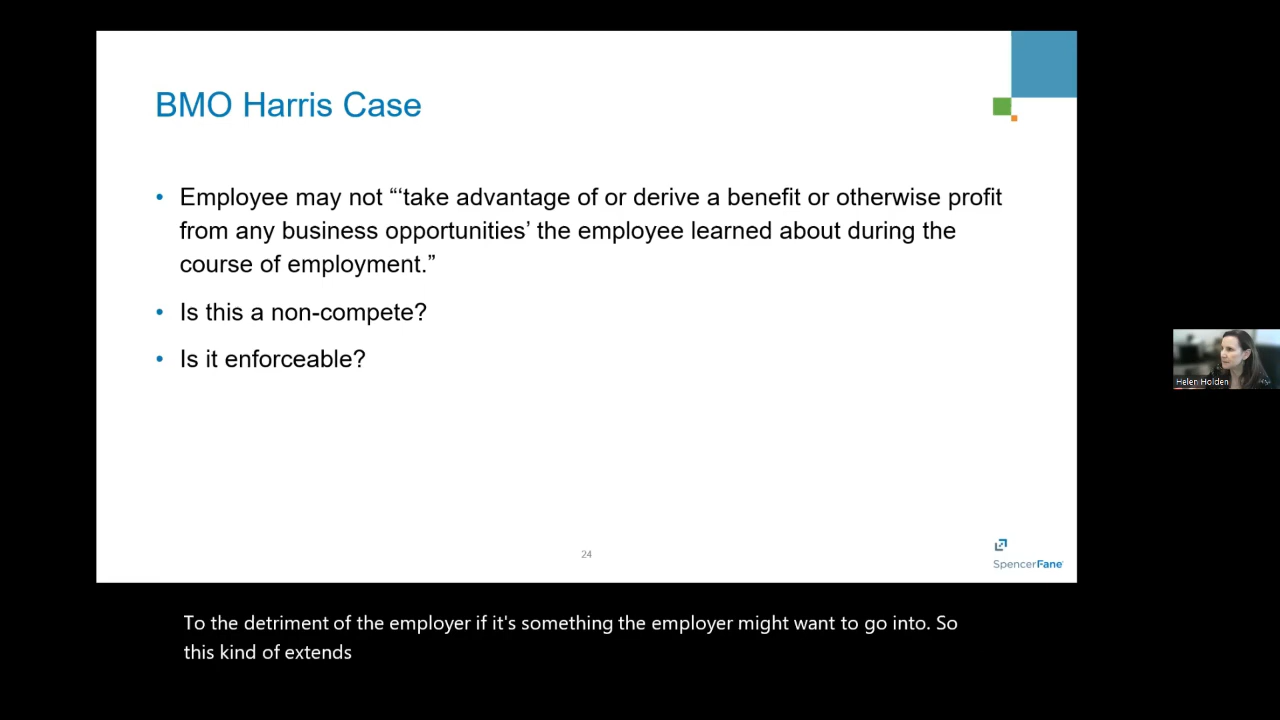 BMO Harris Case
• Employee may not “‘take advantage of or derive a benefit or otherwise profit
from any business opportunities’ the employee learned about during the
course of employment.”
• Is this a non-compete?
• Is it enforceable?
Helen Holden
24
SpencerFane
To the detriment of the employer if it's something the employer might want to go into. So
this kind of extends